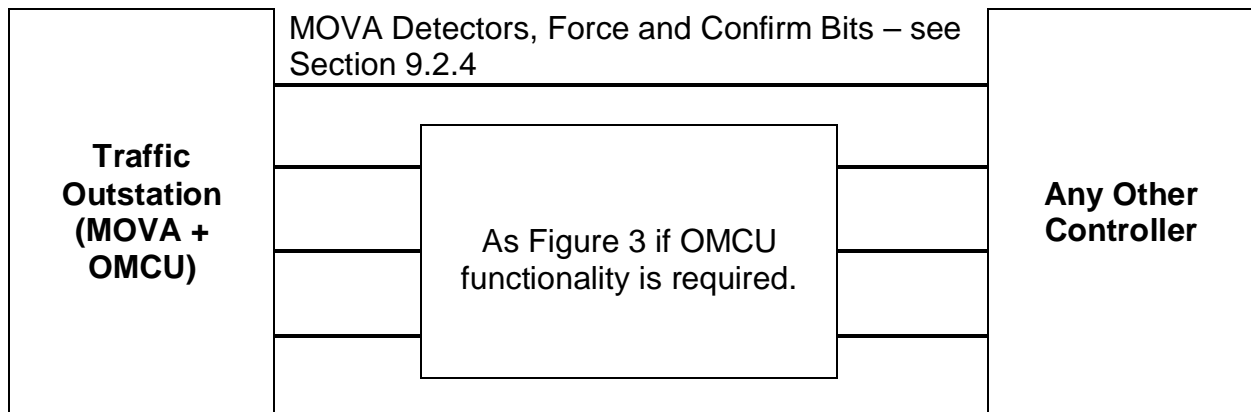 MOVA Detectors, Force and Confirm Bits – see
Section 9.2.4
Traffic
Outstation
(MOVA +
OMCU)
As Figure 3 if OMCU
functionality is required.
Any Other
Controller